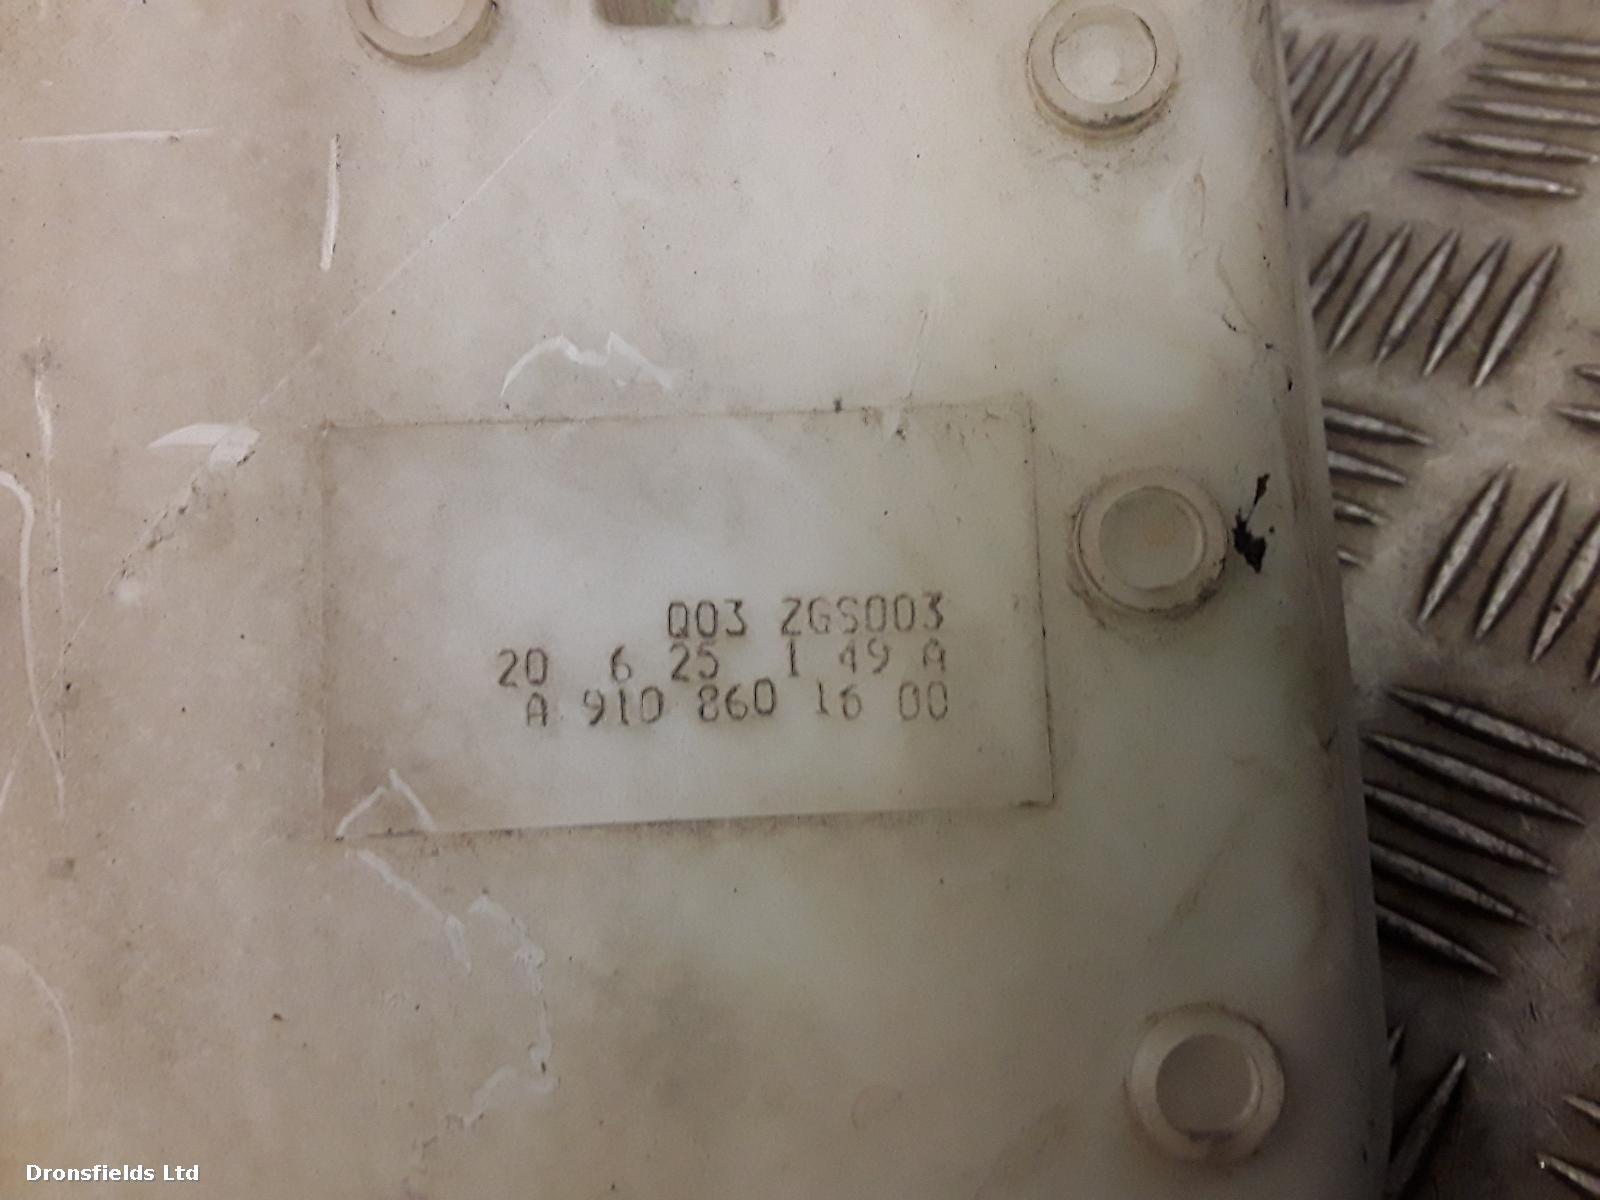 Q03 ZGS003
20 6 25 1 49 A
A 910 860 16 00
Dronsfields Ltd